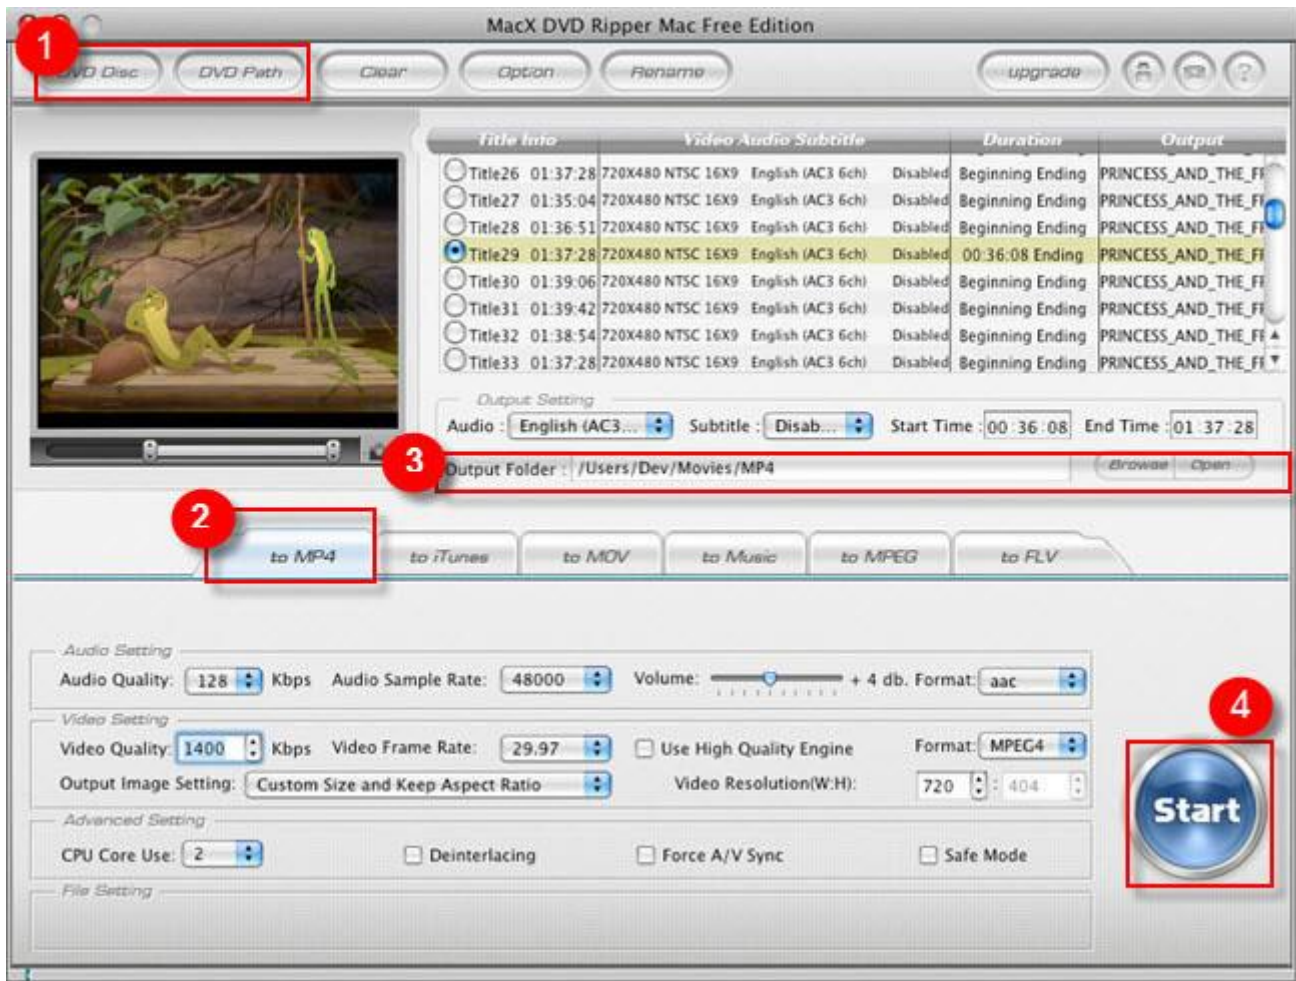 MacX DVD Ripper Mac Free Edition
1
DVD Disc DVD Path Clear Option Rename upgrade ?
Title Info Video Audio Subtitle Duration Output
Title26 01:37:28 720X480 NTSC 16X9 English (AC3 6ch) Disabled Beginning Ending PRINCESS_AND_THE_FI
Title27 01:35:04 720X480 NTSC 16X9 English (AC3 6ch) Disabled Beginning Ending PRINCESS_AND_THE_FI
Title28 01:36:51 720X480 NTSC 16X9 English (AC3 6ch) Disabled Beginning Ending PRINCESS_AND_THE_FI
Title29 01:37:28 720X480 NTSC 16X9 English (AC3 6ch) Disabled 00:36:08 Ending PRINCESS_AND_THE_FI
Title30 01:39:06 720X480 NTSC 16X9 English (AC3 6ch) Disabled Beginning Ending PRINCESS_AND_THE_FI
Title31 01:39:42 720X480 NTSC 16X9 English (AC3 6ch) Disabled Beginning Ending PRINCESS_AND_THE_FI
Title32 01:38:54 720X480 NTSC 16X9 English (AC3 6ch) Disabled Beginning Ending PRINCESS_AND_THE_FI
Title33 01:37:28 720X480 NTSC 16X9 English (AC3 6ch) Disabled Beginning Ending PRINCESS_AND_THE_FI
Output Setting
Audio : English (AC3... Subtitle : Disab... Start Time : 00:36:08 End Time : 01:37:28
3
Output Folder : /Users/Dev/Movies/MP4 Browse Open
2
to MP4 to iTunes to MOV to Music to MPEG to FLV
Audio Setting
Audio Quality: 128 Kbps Audio Sample Rate: 48000 Volume: + 4 db. Format: aac
4
Video Setting
Video Quality: 1400 Kbps Video Frame Rate: 29.97 Use High Quality Engine Format: MPEG4
Output Image Setting: Custom Size and Keep Aspect Ratio Video Resolution(W:H): 720 : 404
Start
Advanced Setting
CPU Core Use: 2 Deinterlacing Force A/V Sync Safe Mode
File Setting